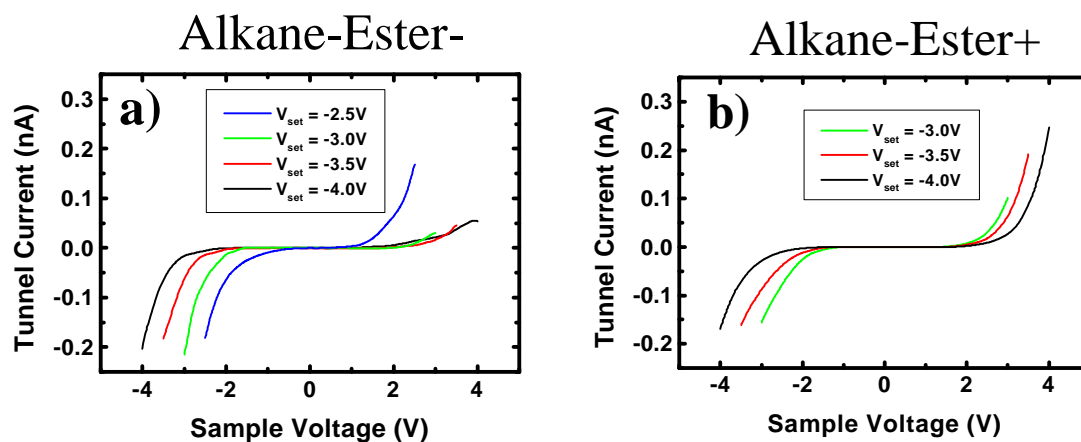 Alkane-Ester-
a)
V_set = -2.5V
V_set = -3.0V
V_set = -3.5V
V_set = -4.0V
0.3
0.2
0.1
0.0
-0.1
-0.2
Tunnel Current (nA)
-4 -2 0 2 4
Sample Voltage (V)
Alkane-Ester+
b)
V_set = -3.0V
V_set = -3.5V
V_set = -4.0V
0.3
0.2
0.1
0.0
-0.1
-0.2
Tunnel Current (nA)
-4 -2 0 2 4
Sample Voltage (V)